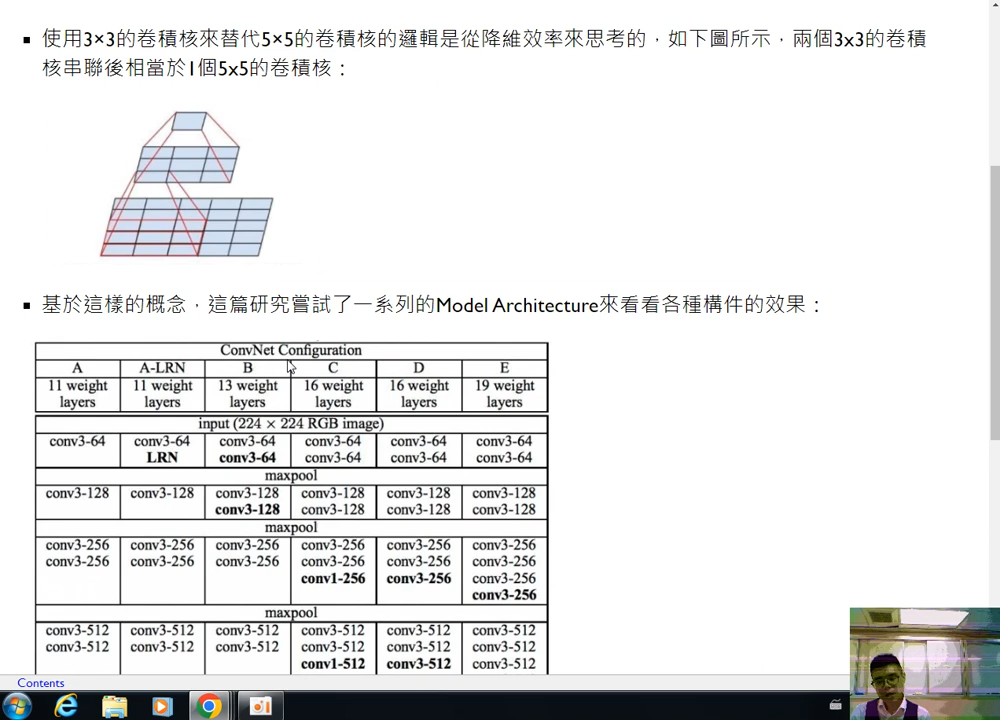 使用3×3的卷積核來替代5×5的卷積核的邏輯是從降維效率來思考的，如下圖所示，兩個3x3的卷積
核串聯後相當於1個5x5的卷積核：
基於這樣的概念，這篇研究嘗試了一系列的Model Architecture來看看各種構件的效果：
ConvNet Configuration
A A-LRN B C D E
11 weight 11 weight 13 weight 16 weight 16 weight 19 weight
layers layers layers layers layers layers
input (224 × 224 RGB image)
conv3-64 conv3-64 conv3-64 conv3-64 conv3-64 conv3-64
LRN conv3-64 conv3-64 conv3-64 conv3-64
maxpool
conv3-128 conv3-128 conv3-128 conv3-128 conv3-128 conv3-128
conv3-128 conv3-128 conv3-128 conv3-128
maxpool
conv3-256 conv3-256 conv3-256 conv3-256 conv3-256 conv3-256
conv3-256 conv3-256 conv3-256 conv3-256 conv3-256 conv3-256
conv1-256 conv3-256 conv3-256
conv3-256
maxpool
conv3-512 conv3-512 conv3-512 conv3-512 conv3-512 conv3-512
conv3-512 conv3-512 conv3-512 conv3-512 conv3-512 conv3-512
conv1-512 conv3-512 conv3-512
Contents